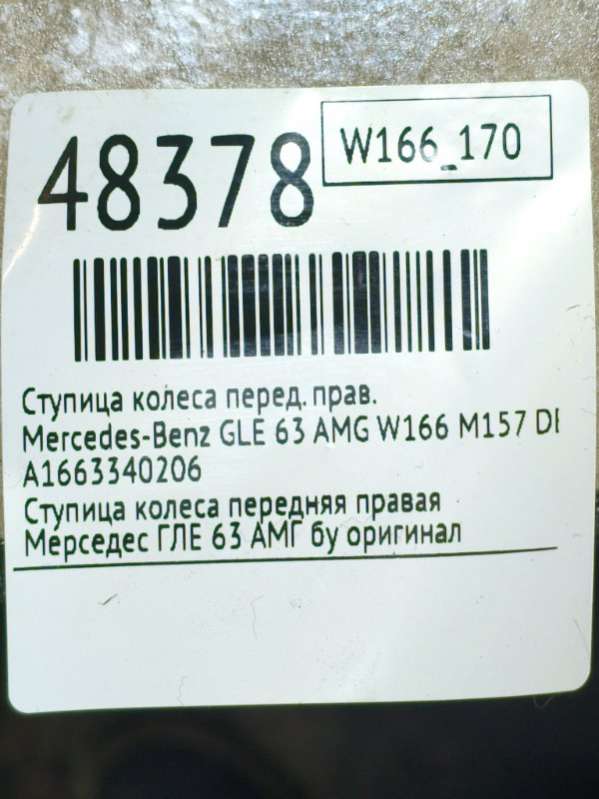 48378
W166_170
Ступица колеса перед. прав.
Mercedes-Benz GLE 63 AMG W166 M157 DE
A1663340206
Ступица колеса передняя правая
Мерседес ГЛЕ 63 АМГ бу оригинал